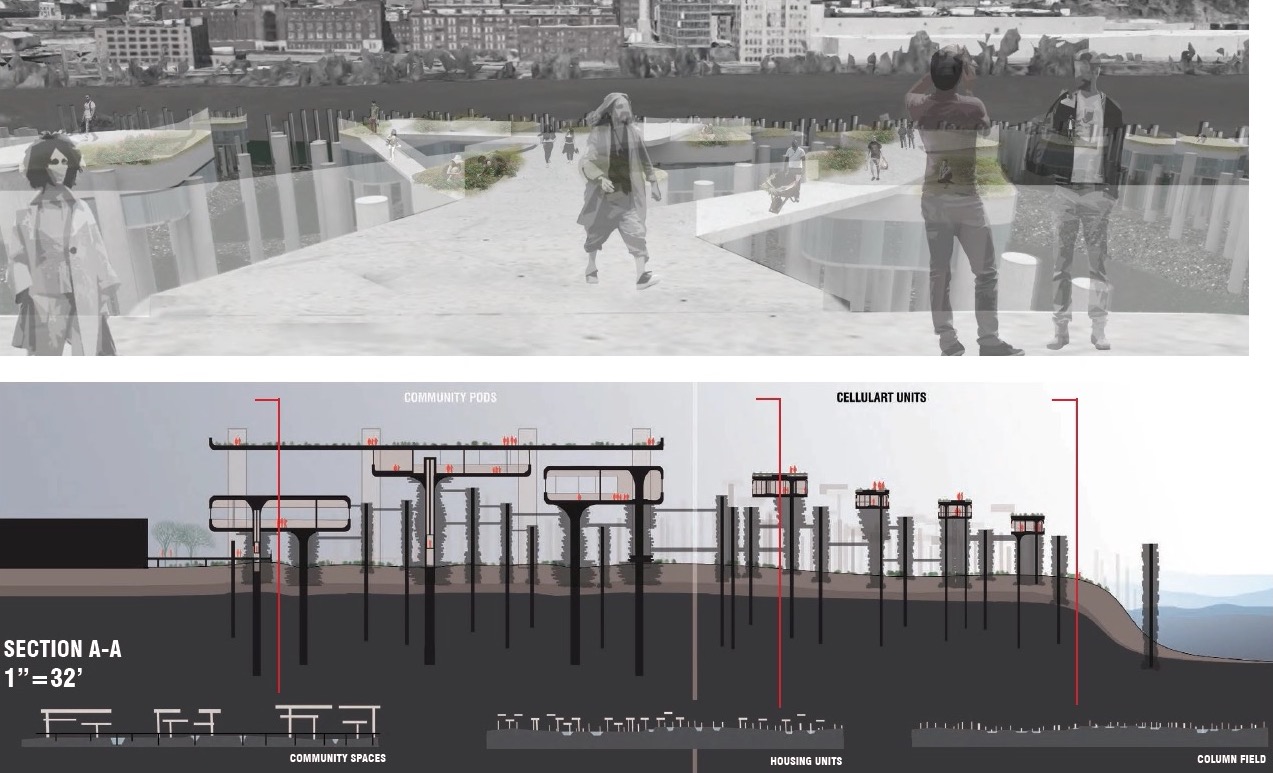 COMMUNITY PODS
CELLULART UNITS
SECTION A-A
1”=32’
COMMUNITY SPACES
HOUSING UNITS
COLUMN FIELD